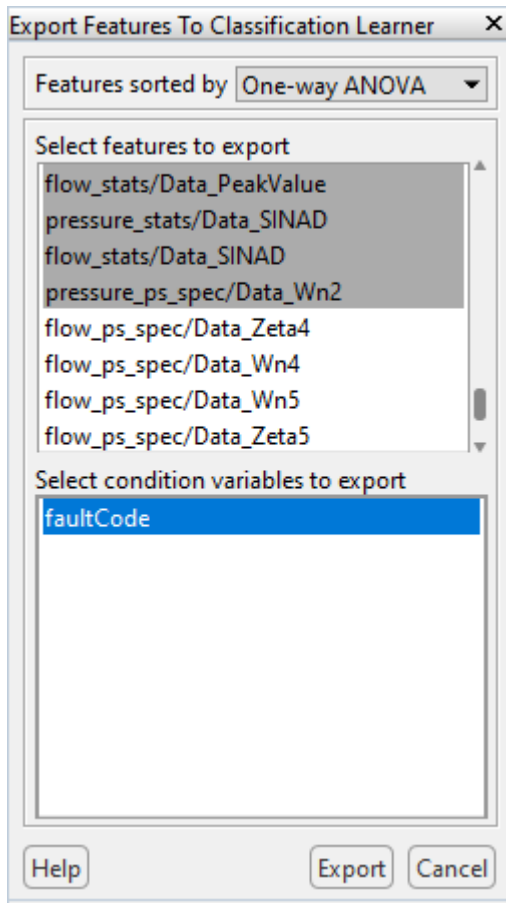 Export Features To Classification Learner
Features sorted by One-way ANOVA
Select features to export
flow_stats/Data_PeakValue
pressure_stats/Data_SINAD
flow_stats/Data_SINAD
pressure_ps_spec/Data_Wn2
flow_ps_spec/Data_Zeta4
flow_ps_spec/Data_Wn4
flow_ps_spec/Data_Wn5
flow_ps_spec/Data_Zeta5
Select condition variables to export
faultCode
Help Export Cancel